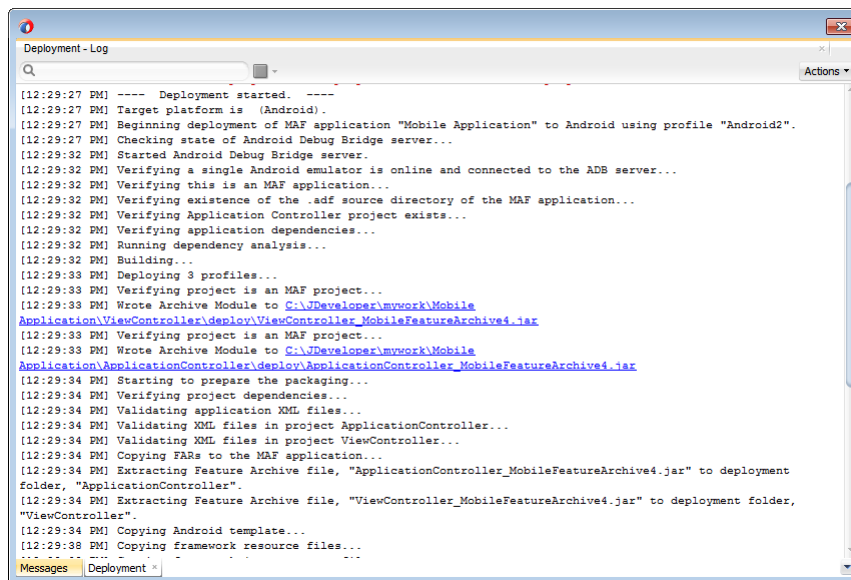 Deployment - Log
Actions
[12:29:27 PM] ---- Deployment started. ----
[12:29:27 PM] Target platform is (Android).
[12:29:27 PM] Beginning deployment of MAF application "Mobile Application" to Android using profile "Android2".
[12:29:27 PM] Checking state of Android Debug Bridge server...
[12:29:32 PM] Started Android Debug Bridge server.
[12:29:32 PM] Verifying a single Android emulator is online and connected to the ADB server...
[12:29:32 PM] Verifying this is an MAF application...
[12:29:32 PM] Verifying existence of the .adf source directory of the MAF application...
[12:29:32 PM] Verifying Application Controller project exists...
[12:29:32 PM] Verifying application dependencies...
[12:29:32 PM] Running dependency analysis...
[12:29:32 PM] Building...
[12:29:33 PM] Deploying 3 profiles...
[12:29:33 PM] Verifying project is an MAF project...
[12:29:33 PM] Wrote Archive Module to C:\JDeveloper\mywork\Mobile
Application\ViewController\deploy\ViewController_MobileFeatureArchive4.jar
[12:29:33 PM] Verifying project is an MAF project...
[12:29:33 PM] Wrote Archive Module to C:\JDeveloper\mywork\Mobile
Application\ApplicationController\deploy\ApplicationController_MobileFeatureArchive4.jar
[12:29:34 PM] Starting to prepare the packaging...
[12:29:34 PM] Verifying project dependencies...
[12:29:34 PM] Validating application XML files...
[12:29:34 PM] Validating XML files in project ApplicationController...
[12:29:34 PM] Validating XML files in project ViewController...
[12:29:34 PM] Copying FARs to the MAF application...
[12:29:34 PM] Extracting Feature Archive file, "ApplicationController_MobileFeatureArchive4.jar" to deployment
folder, "ApplicationController".
[12:29:34 PM] Extracting Feature Archive file, "ViewController_MobileFeatureArchive4.jar" to deployment folder,
"ViewController".
[12:29:34 PM] Copying Android template...
[12:29:38 PM] Copying framework resource files...
Messages
Deployment